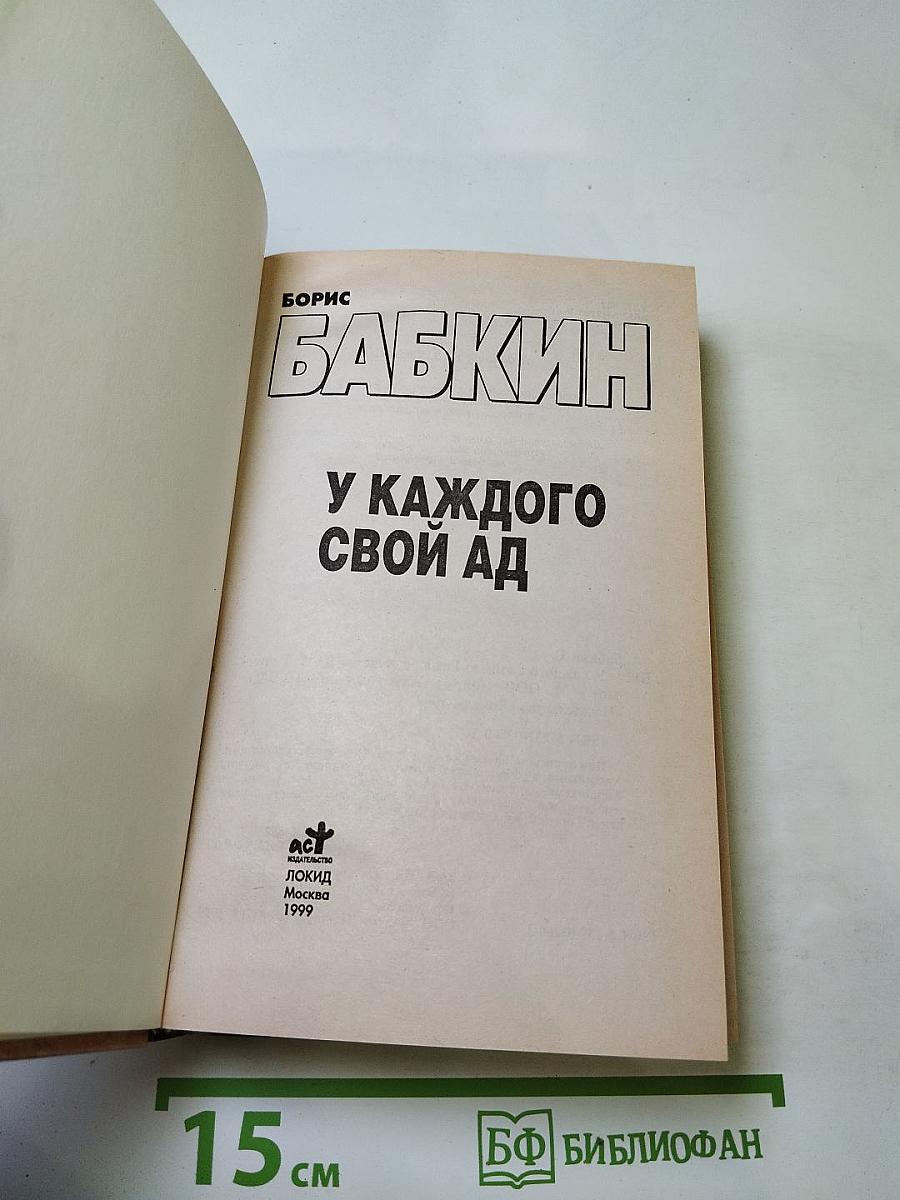 БОРИС
БАБКИН
У КАЖДОГО
СВОЙ АД
аст
ИЗДАТЕЛЬСТВО
ЛОКИД
Москва
1999
15 см
БФ БИБЛИОФАН